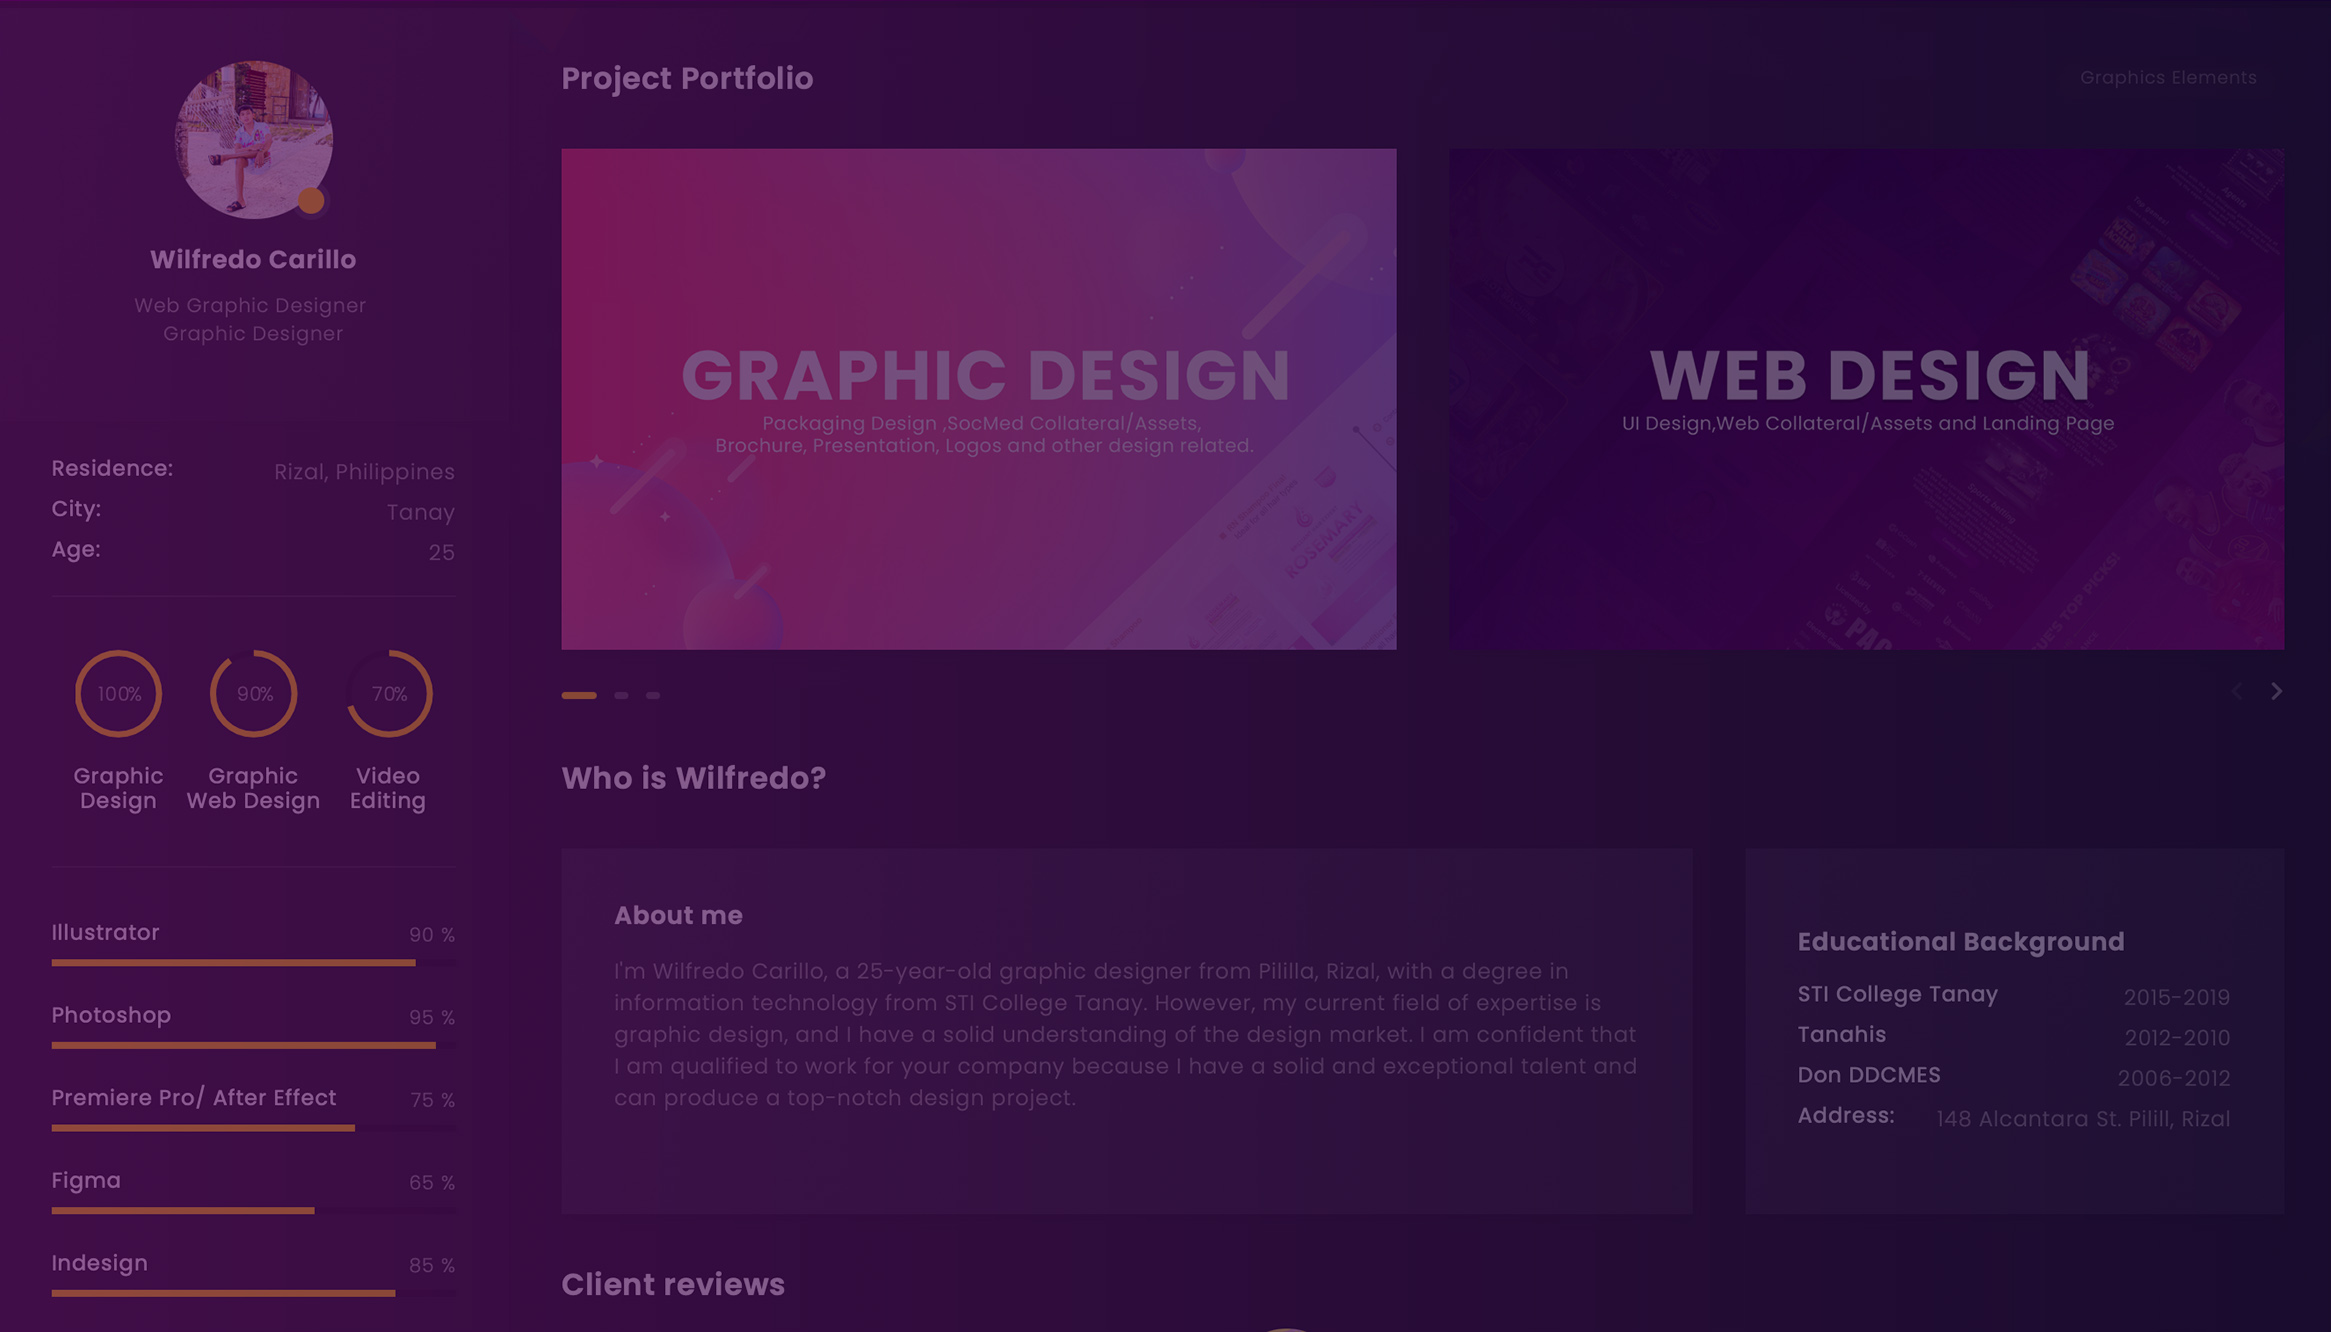 Wilfredo Carillo
Web Graphic Designer
Graphic Designer
Residence: Rizal, Philippines
City: Tanay
Age: 25
100% 90% 70%
Graphic Design
Graphic Web Design
Video Editing
Illustrator 90 %
Photoshop 95 %
Premiere Pro/ After Effect 75 %
Figma 65 %
Indesign 85 %
Project Portfolio
Graphics Elements
GRAPHIC DESIGN
Packaging Design ,SocMed Collateral/Assets,
Brochure, Presentation, Logos and other design related.
ROSEMARY
WEB DESIGN
UI Design,Web Collateral/Assets and Landing Page
Sports betting
TOP PICKS!
Who is Wilfredo?
About me
I'm Wilfredo Carillo, a 25-year-old graphic designer from Pililla, Rizal, with a degree in
information technology from STI College Tanay. However, my current field of expertise is
graphic design, and I have a solid understanding of the design market. I am confident that
I am qualified to work for your company because I have a solid and exceptional talent and
can produce a top-notch design project.
Educational Background
STI College Tanay 2015-2019
Tanahis 2012-2010
Don DDCMES 2006-2012
Address: 148 Alcantara St. Pilill, Rizal
Client reviews